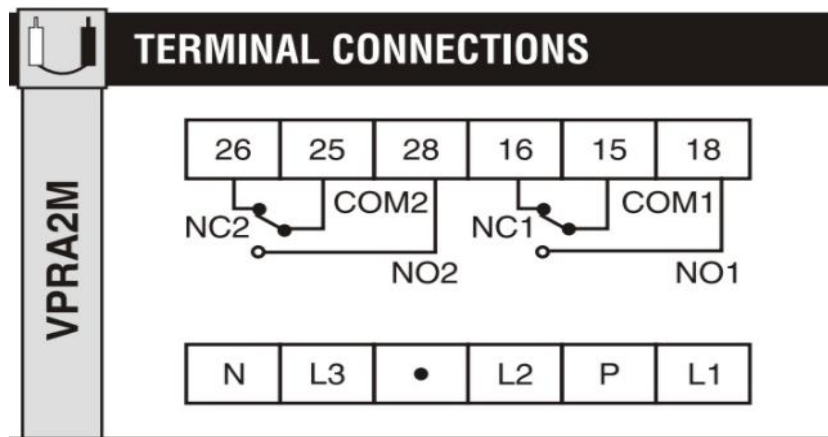 TERMINAL CONNECTIONS
VPRA2M
26 25 28 16 15 18
COM2 COM1
NC2 NC1
NO2 NO1
N L3 • L2 P L1